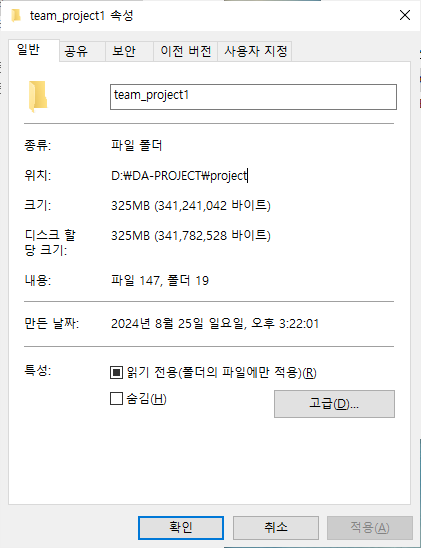 team_project1 속성
일반 공유 보안 이전 버전 사용자 지정
team_project1
종류: 파일 폴더
위치: D:₩DA-PROJECT₩project
크기: 325MB (341,241,042 바이트)
디스크 할
당 크기: 325MB (341,782,528 바이트)
내용: 파일 147, 폴더 19
만든 날짜: 2024년 8월 25일 일요일, 오후 3:22:01
특성: 읽기 전용(폴더의 파일에만 적용)(R)
숨김(H)
고급(D)...
확인 취소 적용(A)